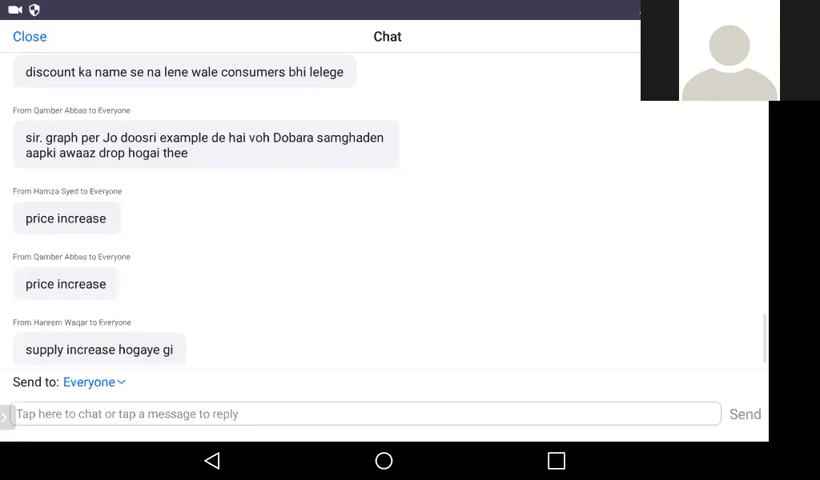 Close
Chat
discount ka name se na lene wale consumers bhi lelege
From Qamber Abbas to Everyone
sir. graph per Jo doosri example de hai voh Dobara samghaden
aapki awaaz drop hogai thee
From Hamza Syed to Everyone
price increase
From Qamber Abbas to Everyone
price increase
From Hareem Waqar to Everyone
supply increase hogaye gi
Send to: Everyone
Tap here to chat or tap a message to reply
Send